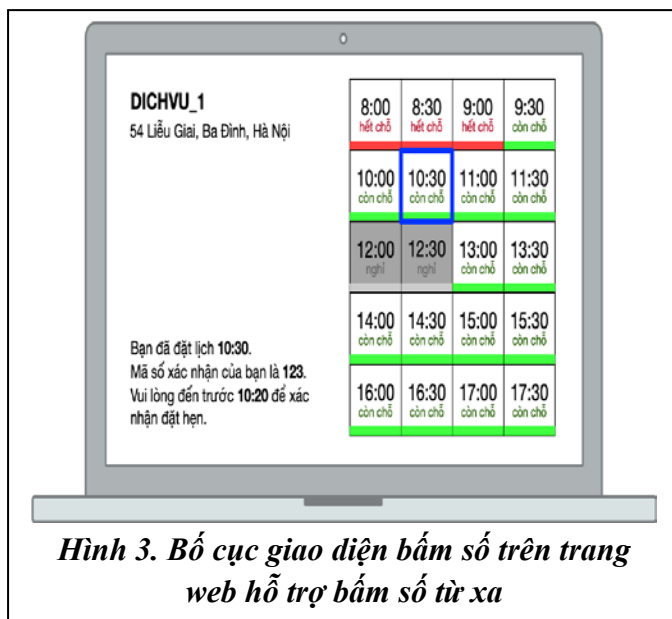 DICHVU_1
54 Liễu Giai, Ba Đình, Hà Nội
8:00 8:30 9:00 9:30
hết chỗ hết chỗ hết chỗ còn chỗ
10:00 10:30 11:00 11:30
còn chỗ còn chỗ còn chỗ còn chỗ
12:00 12:30 13:00 13:30
nghỉ nghỉ còn chỗ còn chỗ
14:00 14:30 15:00 15:30
còn chỗ còn chỗ còn chỗ còn chỗ
16:00 16:30 17:00 17:30
còn chỗ còn chỗ còn chỗ còn chỗ
Bạn đã đặt lịch 10:30.
Mã số xác nhận của bạn là 123.
Vui lòng đến trước 10:20 để xác
nhận đặt hẹn.
Hình 3. Bố cục giao diện bấm số trên trang
web hỗ trợ bấm số từ xa